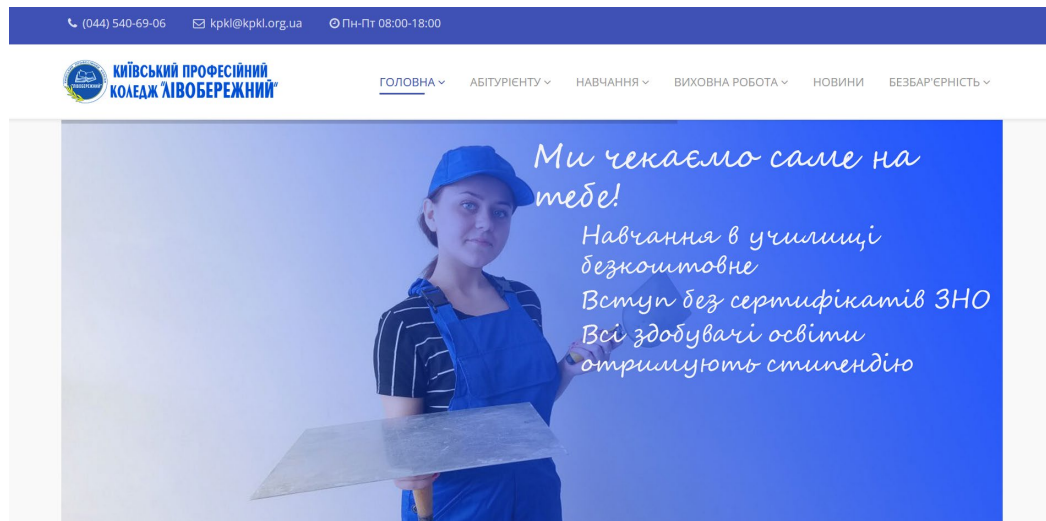 (044) 540-69-06 kpkl@kpkl.org.ua Пн-Пт 08:00-18:00
КИЇВСЬКИЙ ПРОФЕСІЙНИЙ
КОЛЕДЖ "ЛІВОБЕРЕЖНИЙ"
ГОЛОВНА АБІТУРІЄНТУ НАВЧАННЯ ВИХОВНА РОБОТА НОВИНИ БЕЗБАР'ЄРНІСТЬ
Ми чекаємо саме на
тебе!
Навчання в училищі
безкоштовне
Вступ без сертифікатів ЗНО
Всі здобувачі освіти
отримують стипендію